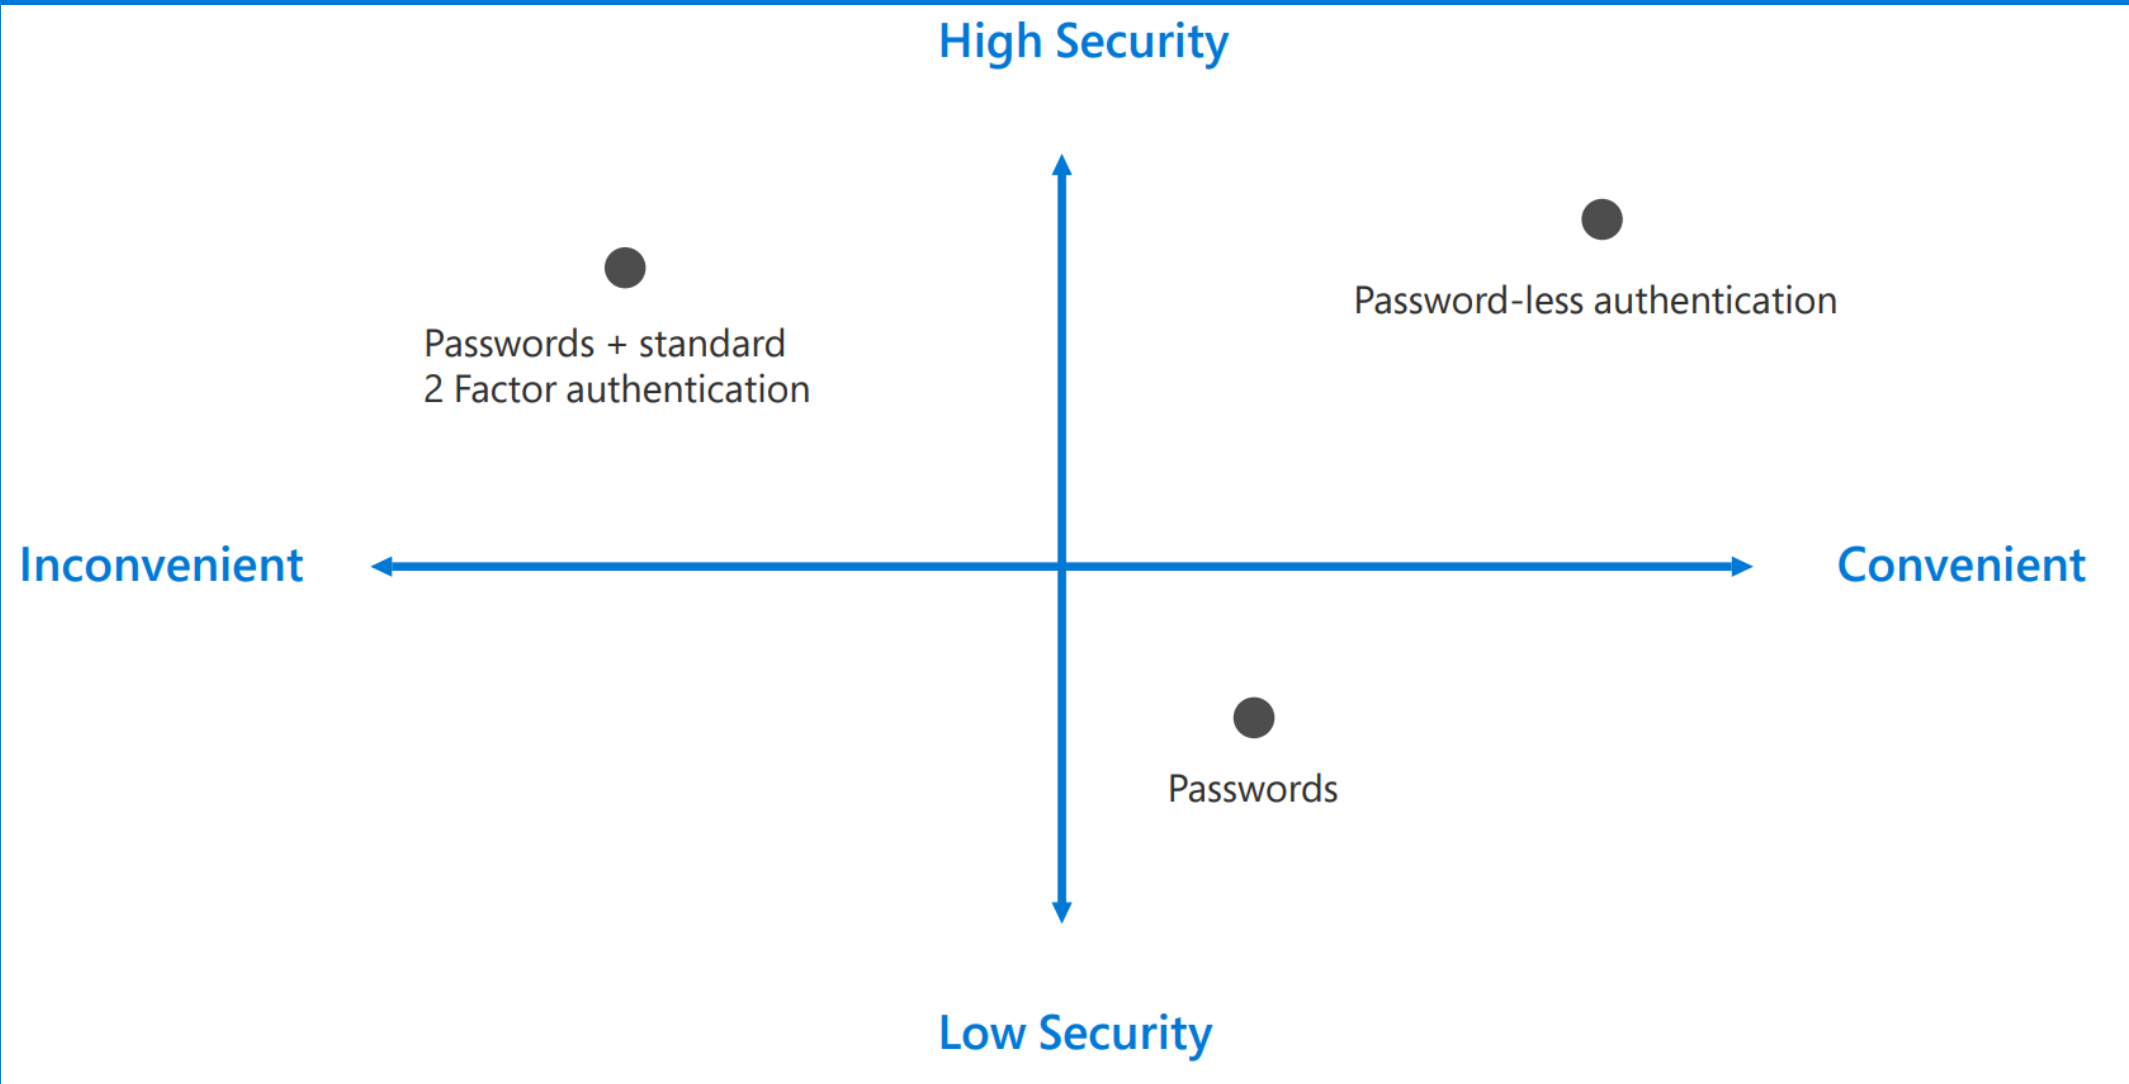 High Security
Password-less authentication
Passwords + standard
2 Factor authentication
Inconvenient
Convenient
Passwords
Low Security